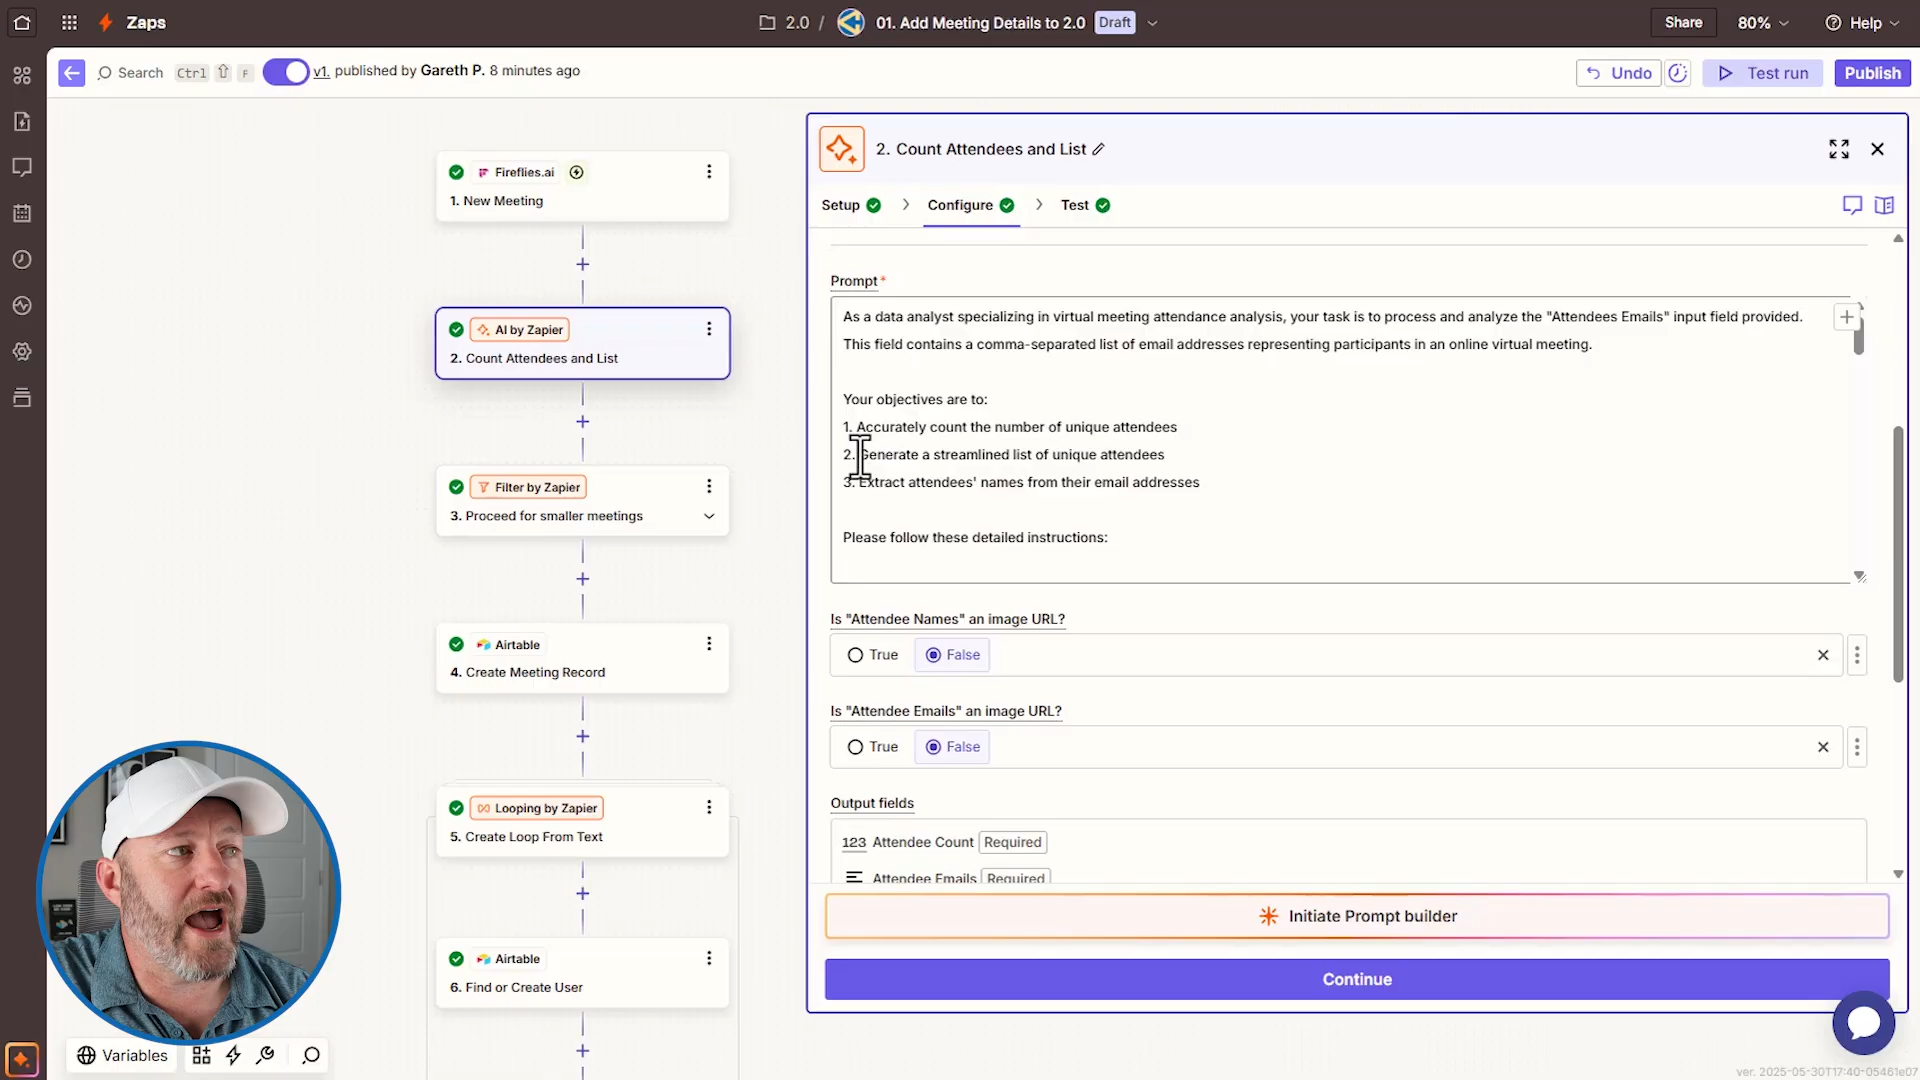 Zaps
2.0 / 01. Add Meeting Details to 2.0 Draft
Share
80%
Help
Search Ctrl F
v1. published by Gareth P. 8 minutes ago
Undo
Test run
Publish
Fireflies.ai
1. New Meeting
AI by Zapier
2. Count Attendees and List
Filter by Zapier
3. Proceed for smaller meetings
Airtable
4. Create Meeting Record
Looping by Zapier
5. Create Loop From Text
Airtable
6. Find or Create User
Variables
2. Count Attendees and List
Setup
Configure
Test
Prompt*
As a data analyst specializing in virtual meeting attendance analysis, your task is to process and analyze the "Attendees Emails" input field provided.
This field contains a comma-separated list of email addresses representing participants in an online virtual meeting.
Your objectives are to:
1. Accurately count the number of unique attendees
2. Generate a streamlined list of unique attendees
3. Extract attendees' names from their email addresses
Please follow these detailed instructions:
Is "Attendee Names" an image URL?
True
False
Is "Attendee Emails" an image URL?
True
False
Output fields
123 Attendee Count Required
Attendee Emails Required
Initiate Prompt builder
Continue
ver. 2025-05-30T17:40-05461e07